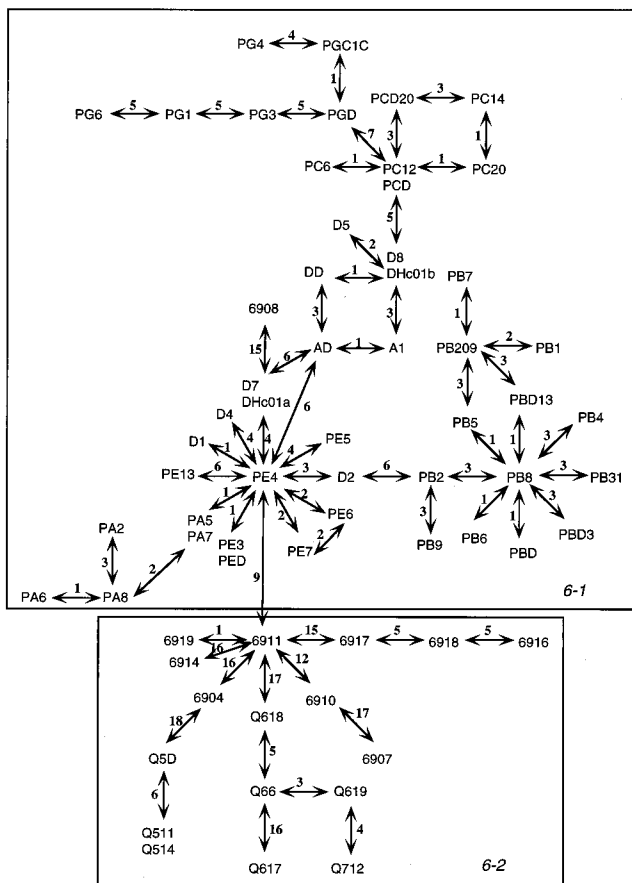 PG4 4 PGC1C
1
PCD20 3 PC14
PG6 5 PG1 5 PG3 5 PGD
7 3 1
PC6 1 PC12 1 PC20
PCD
5
D5
2 D8
DD 1 DHc01b PB7
3 3 1
6908
15 6 AD 1 A1 PB209 2 PB1
3 3
D7
DHc01a 6 PBD13
D4 PB5 PB4
D1 1 4 4 4 PE5 1 1 3
PE13 6 PE4 3 D2 6 PB2 3 PB8 3 PB31
1 1 2 2 3 1 1 3
PA5 PE6
PA7 PE3 PE7 2 PB9 PB6 PBD PBD3
PED
PA2
3 2
PA6 1 PA8
9
6-1
6919 1 6911 15 6917 5 6918 5 6916
6914 16
16 17 12
6904 6910
18 Q618 17
Q5D 5 6907
6 Q66 3 Q619
Q511 16 4
Q514
Q617 Q712
6-2